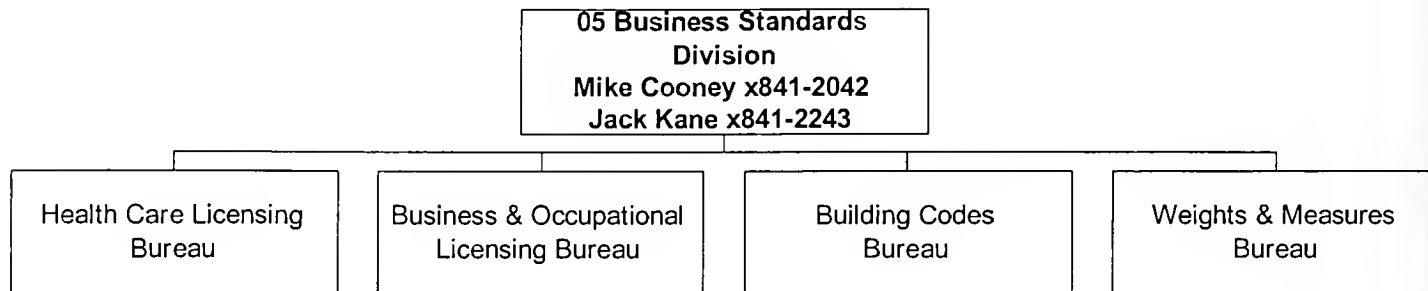 05 Business Standards
Division
Mike Cooney x841-2042
Jack Kane x841-2243
Health Care Licensing
Bureau
Business & Occupational
Licensing Bureau
Building Codes
Bureau
Weights & Measures
Bureau